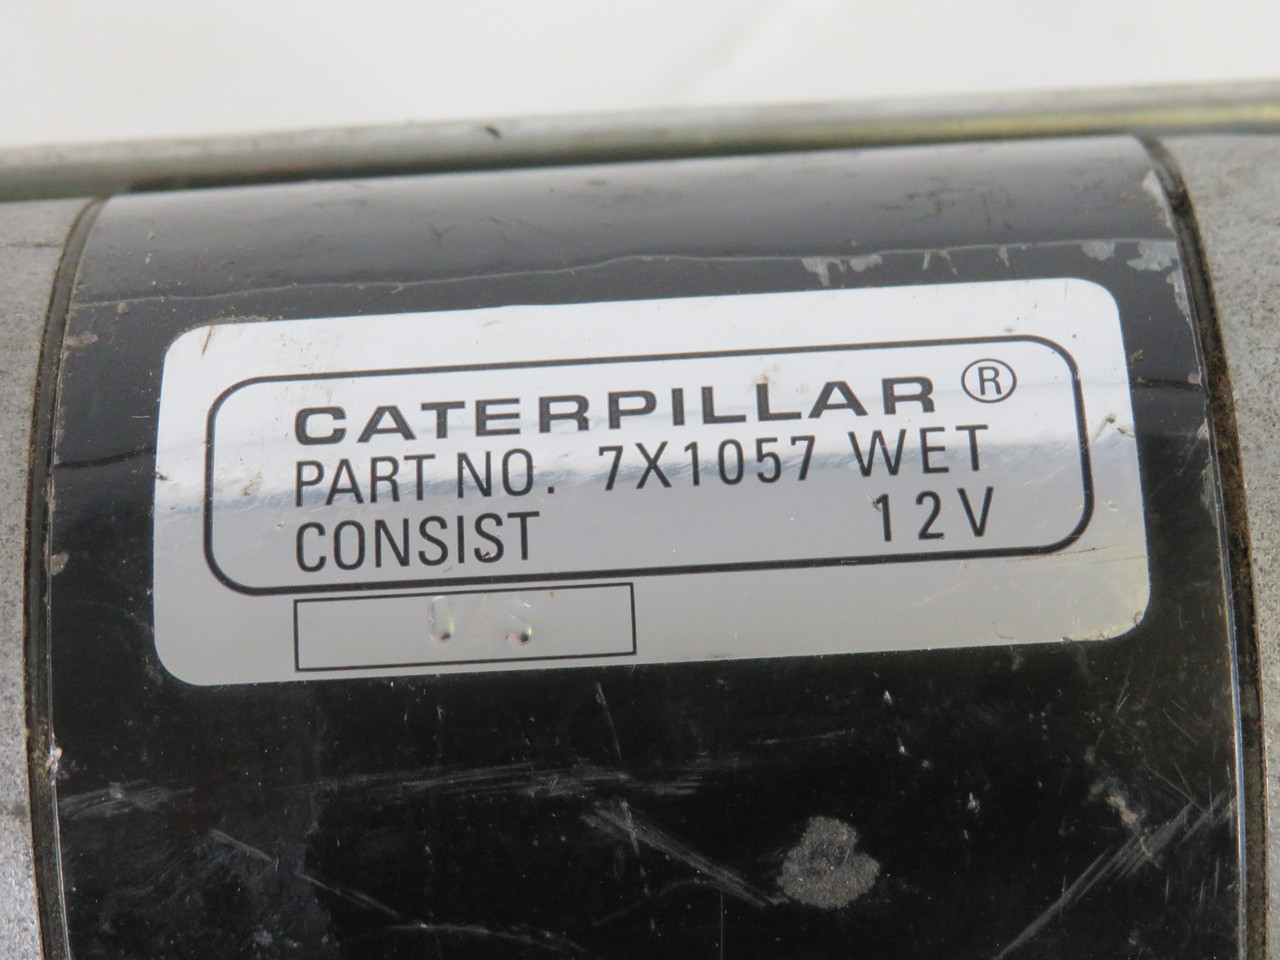 CATERPILLAR ®
PART NO. 7X1057 WET
CONSIST 12V